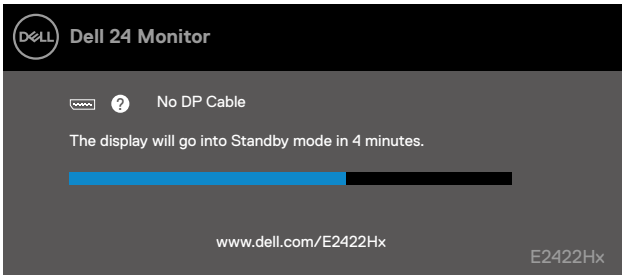 DELL Dell 24 Monitor
? No DP Cable
The display will go into Standby mode in 4 minutes.
www.dell.com/E2422Hx
E2422Hx